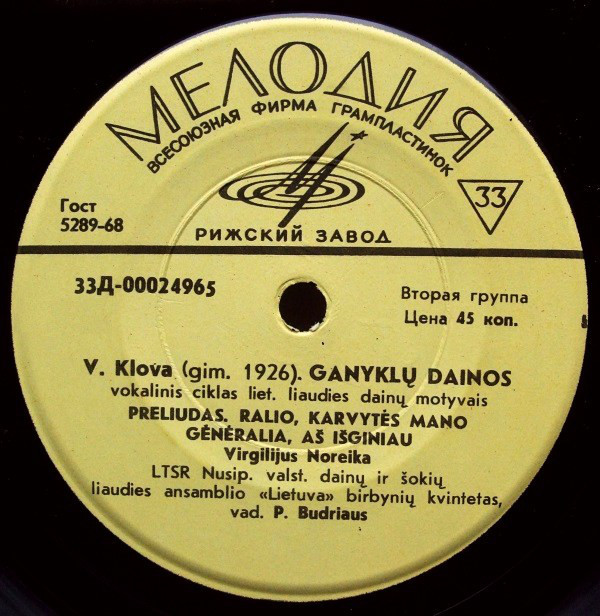 МЕЛОДИЯ
ВСЕСОЮЗНАЯ ФИРМА ГРАМПЛАСТИНОК
33
Гост
5289-68
РИЖСКИЙ ЗАВОД
33Д-00024965
Вторая группа
Цена 45 коп.
V. Klova (gim. 1926). GANYKLŲ DAINOS
vokalinis ciklas liet. liaudies dainų motyvais
PRELIUDAS. RALIO, KARVYTĖS MANO
GĖNĖRALIA, AŠ IŠGINIAU
Virgilijus Noreika
LTSR Nusip. valst. dainų ir šokių
liaudies ansamblio «Lietuva» birbynių kvintetas,
vad. P. Budriaus